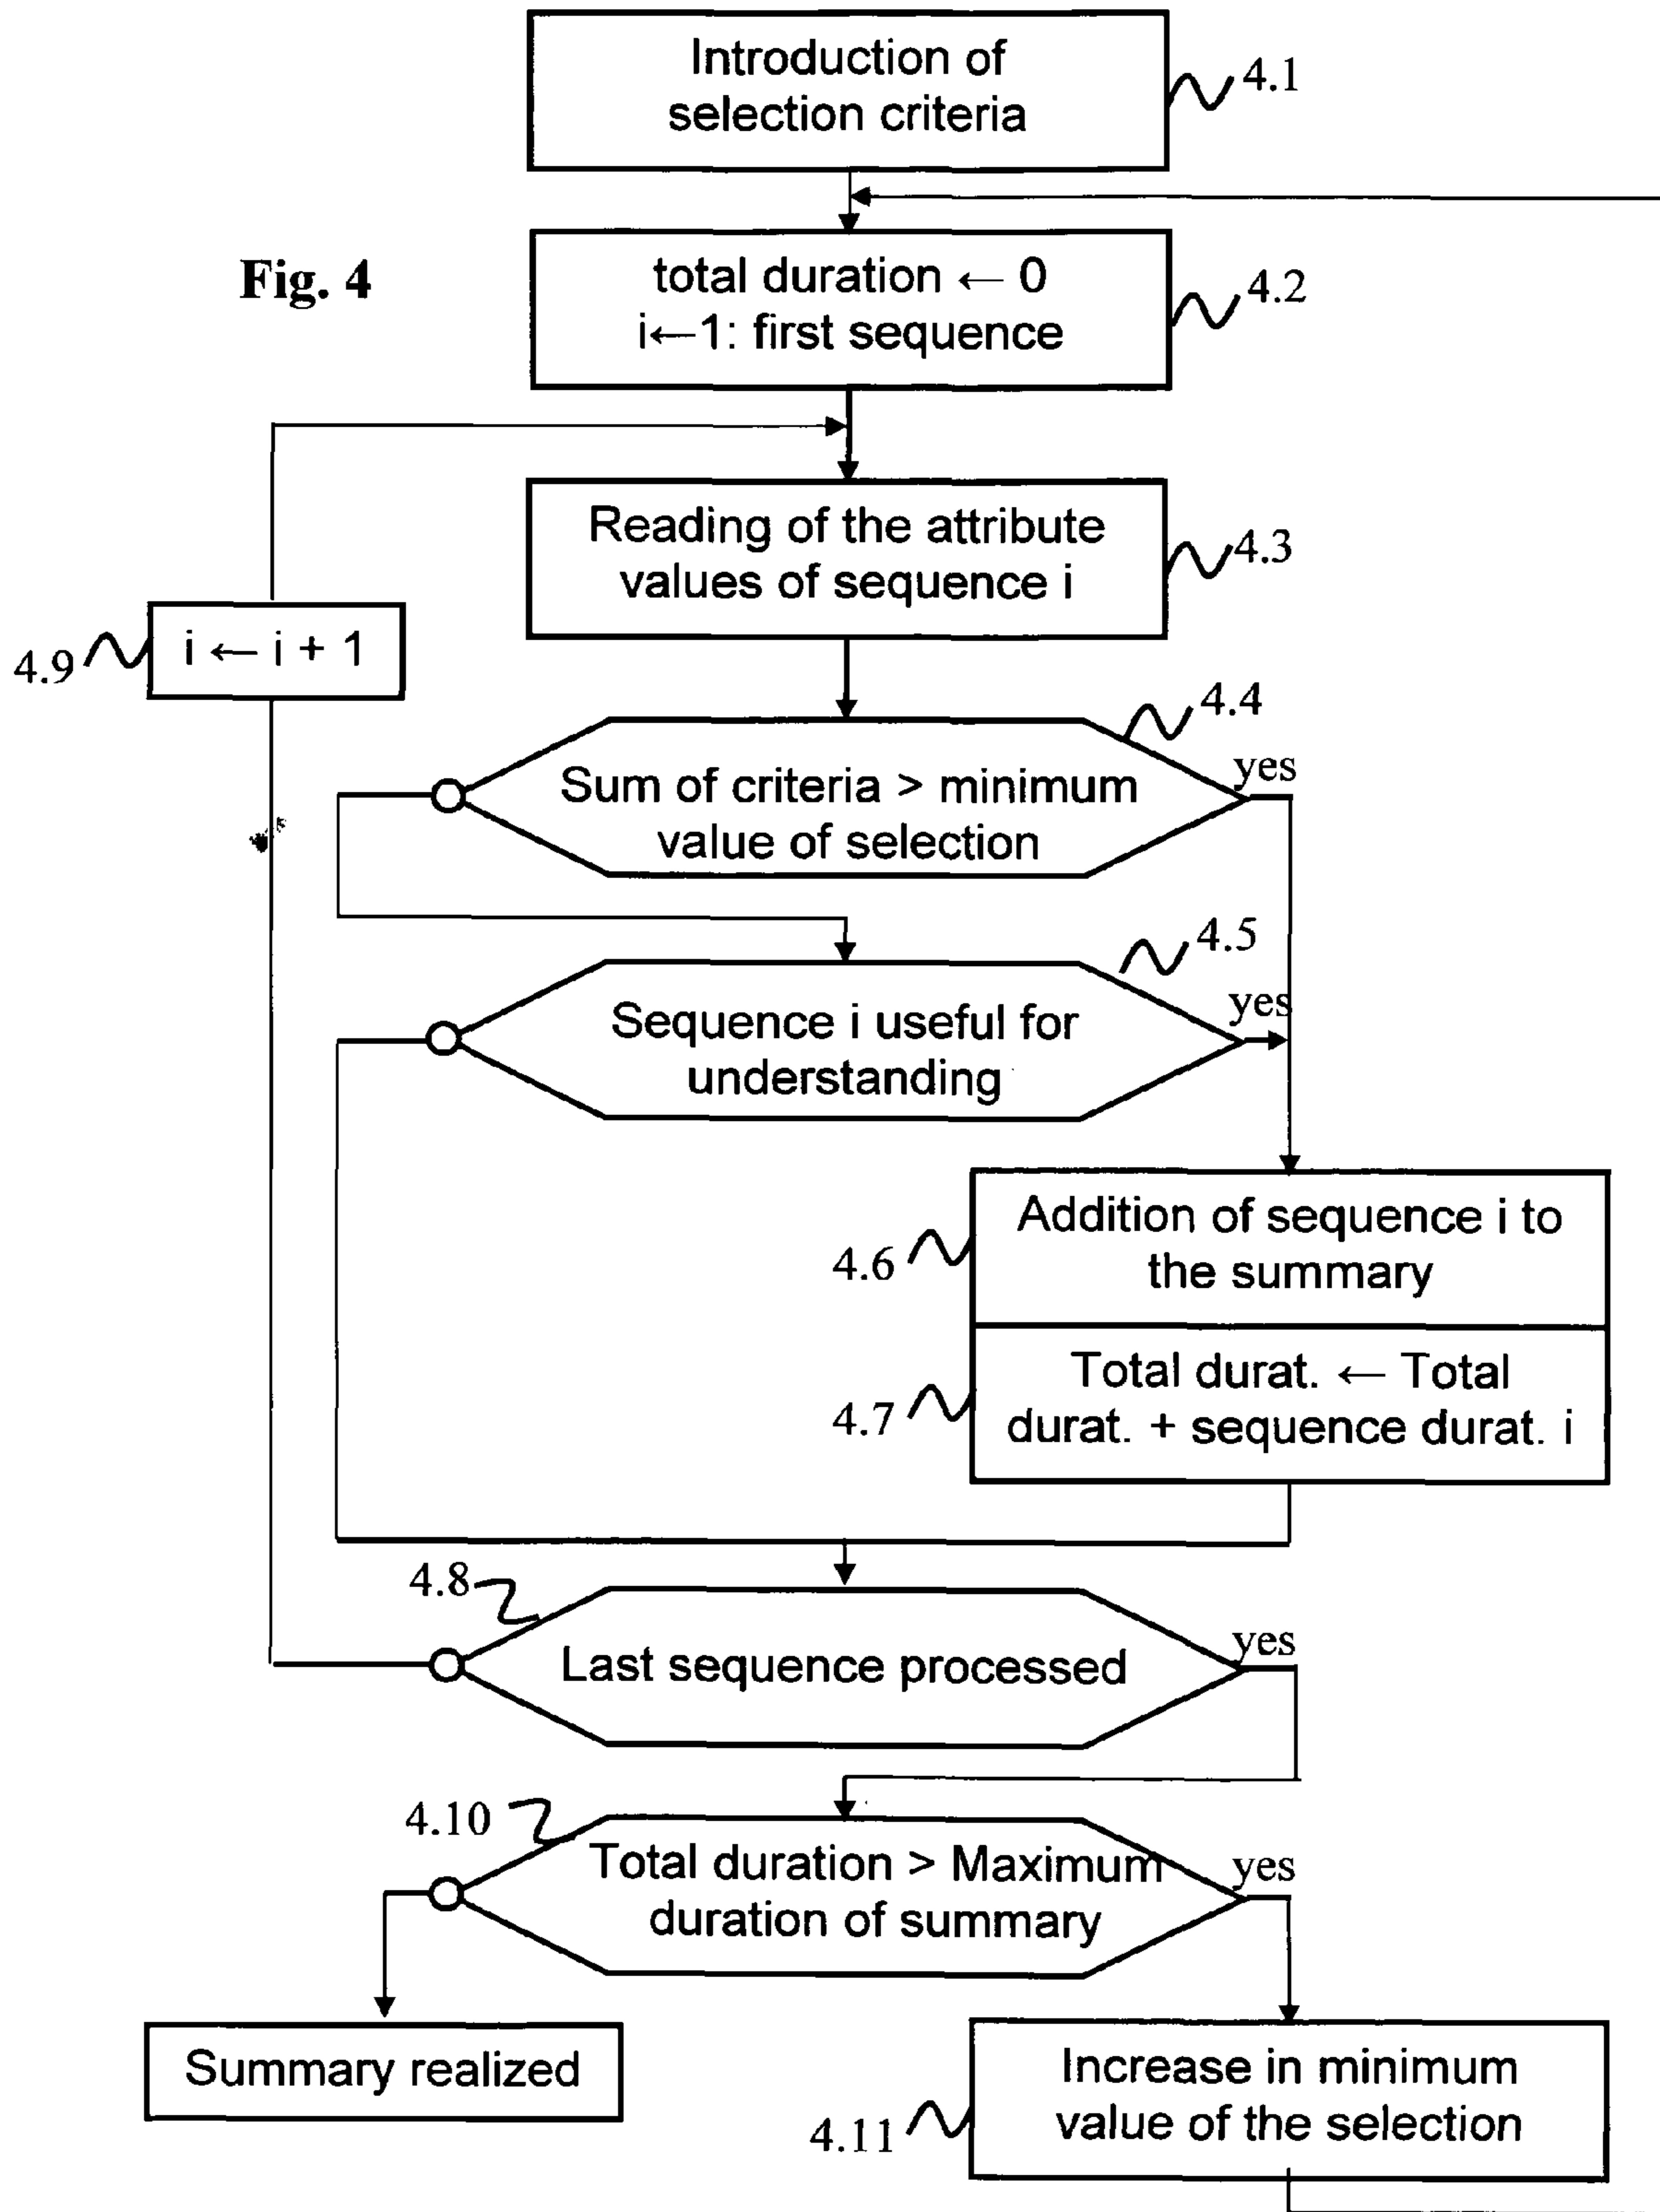 Introduction of
selection criteria
4.1
Fig. 4
total duration ← 0
i←1: first sequence
4.2
Reading of the attribute
values of sequence i
4.3
4.9
i ← i + 1
4.4
Sum of criteria > minimum
value of selection
yes
4.5
Sequence i useful for
understanding
yes
4.6
Addition of sequence i to
the summary
4.7
Total durat. ← Total
durat. + sequence durat. i
4.8
Last sequence processed
yes
4.10
Total duration > Maximum
duration of summary
yes
Summary realized
Increase in minimum
value of the selection
4.11